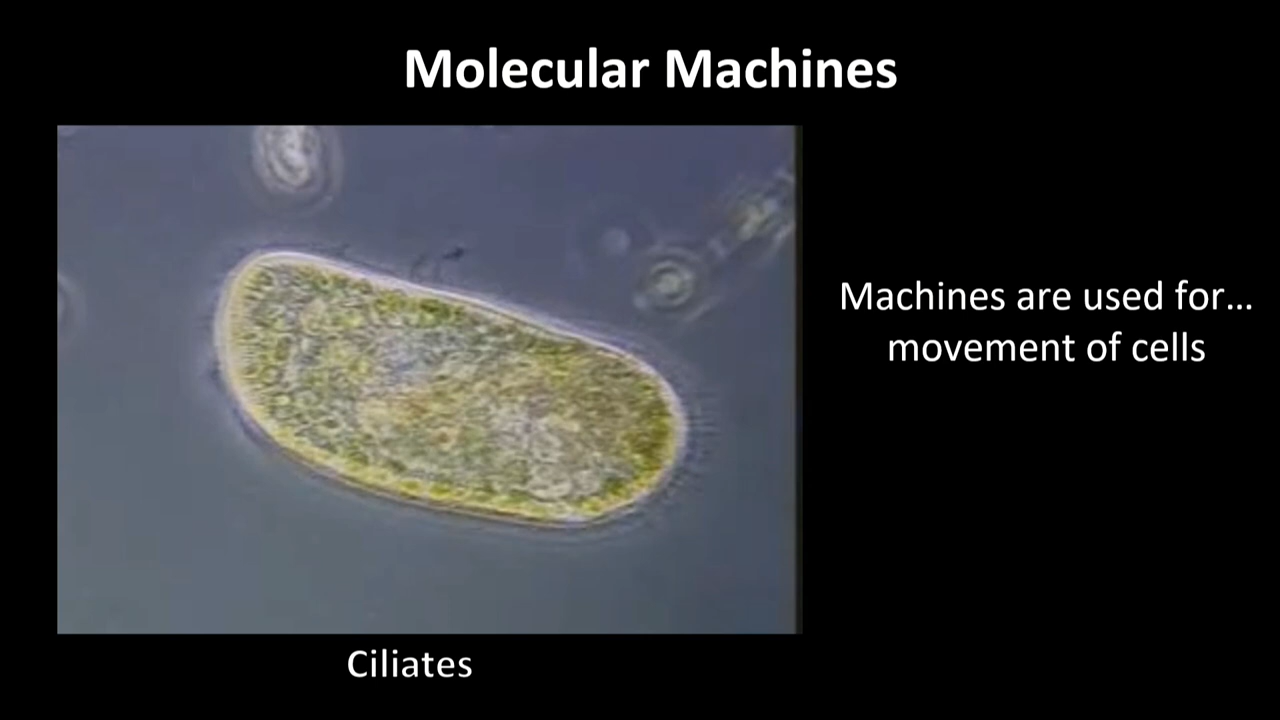 Molecular Machines
Machines are used for...
movement of cells
Ciliates